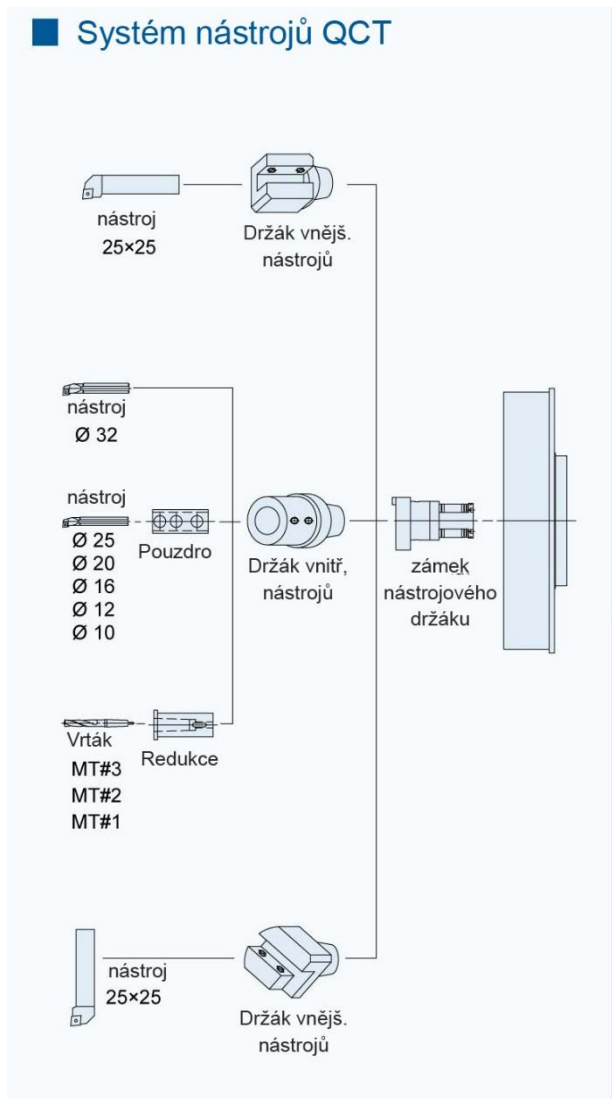 Systém nástrojů QCT
nástroj
25×25
Držák vnějš.
nástrojů
nástroj
Ø 32
nástroj
Ø 25
Ø 20
Ø 16
Ø 12
Ø 10
Pouzdro
Držák vnitř,
nástrojů
zámek
nástrojového
držáku
Vrták
MT#3
MT#2
MT#1
Redukce
nástroj
25×25
Držák vnějš.
nástrojů